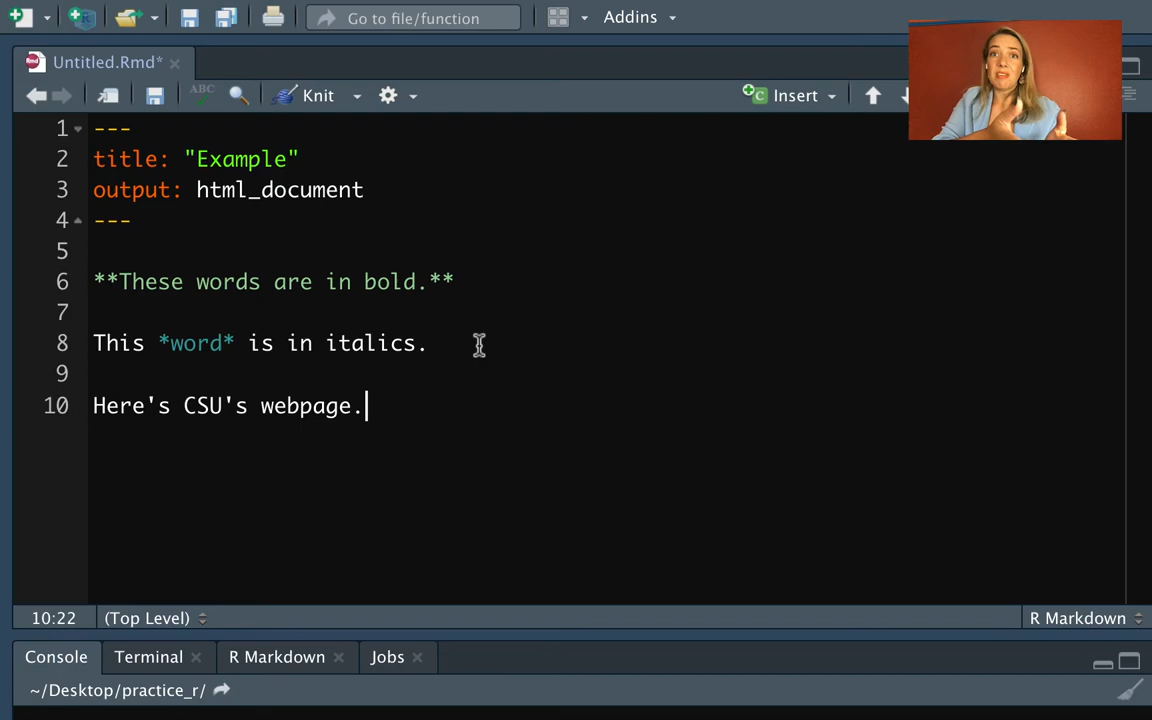 Go to file/function
Addins
Untitled.Rmd*
ABC
Knit
Insert
1 ---
2 title: "Example"
3 output: html_document
4 ---
5
6 **These words are in bold.**
7
8 This *word* is in italics.
9
10 Here's CSU's webpage.
10:22 (Top Level) R Markdown
Console Terminal R Markdown Jobs
~/Desktop/practice_r/